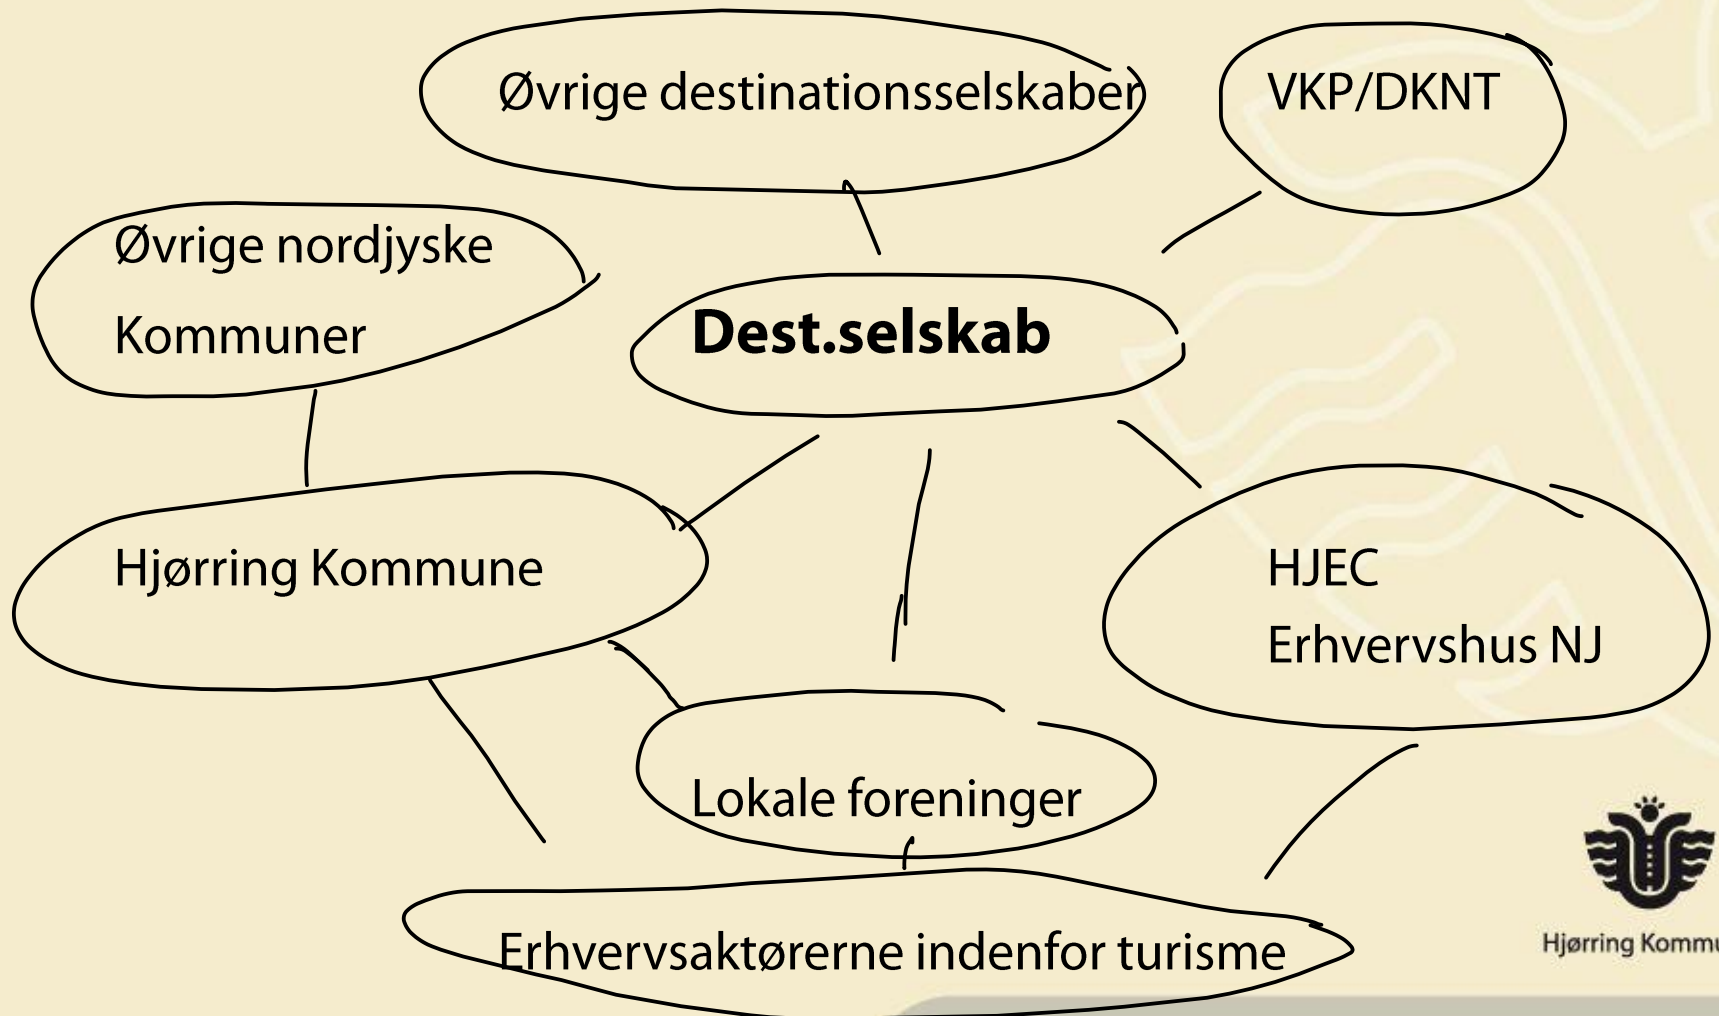 Øvrige destinationsselskaber
VKP/DKNT
Øvrige nordjyske
Kommuner
Dest.selskab
Hjørring Kommune
HJEC
Erhvervshus NJ
Lokale foreninger
Erhvervsaktørerne indenfor turisme
Hjørring